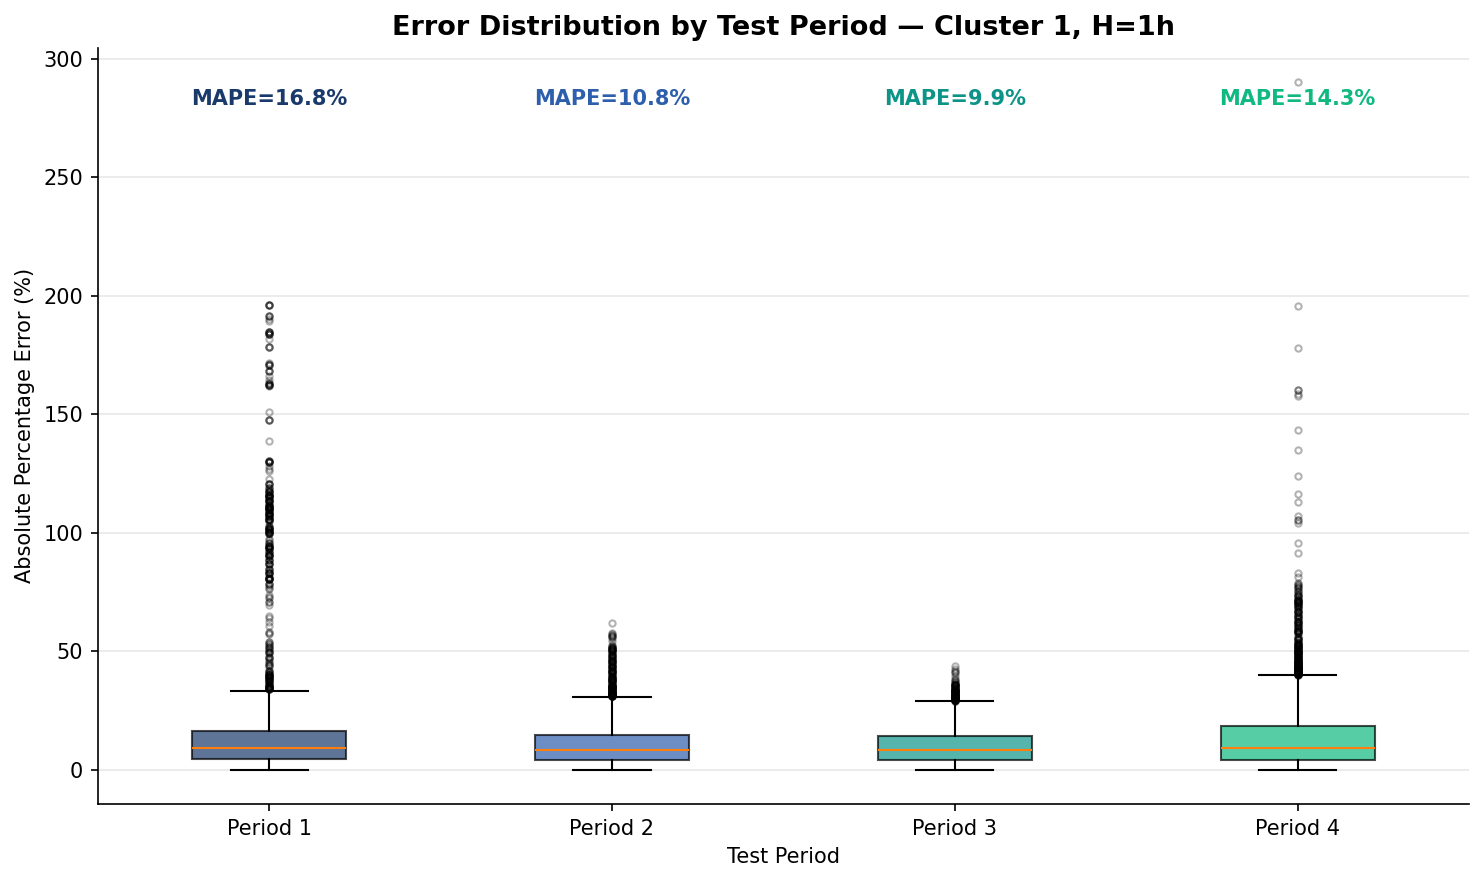 Error Distribution by Test Period — Cluster 1, H=1h
300
MAPE=16.8% MAPE=10.8% MAPE=9.9% MAPE=14.3%
250
200
150
100
50
0
Absolute Percentage Error (%)
Period 1 Period 2 Period 3 Period 4
Test Period